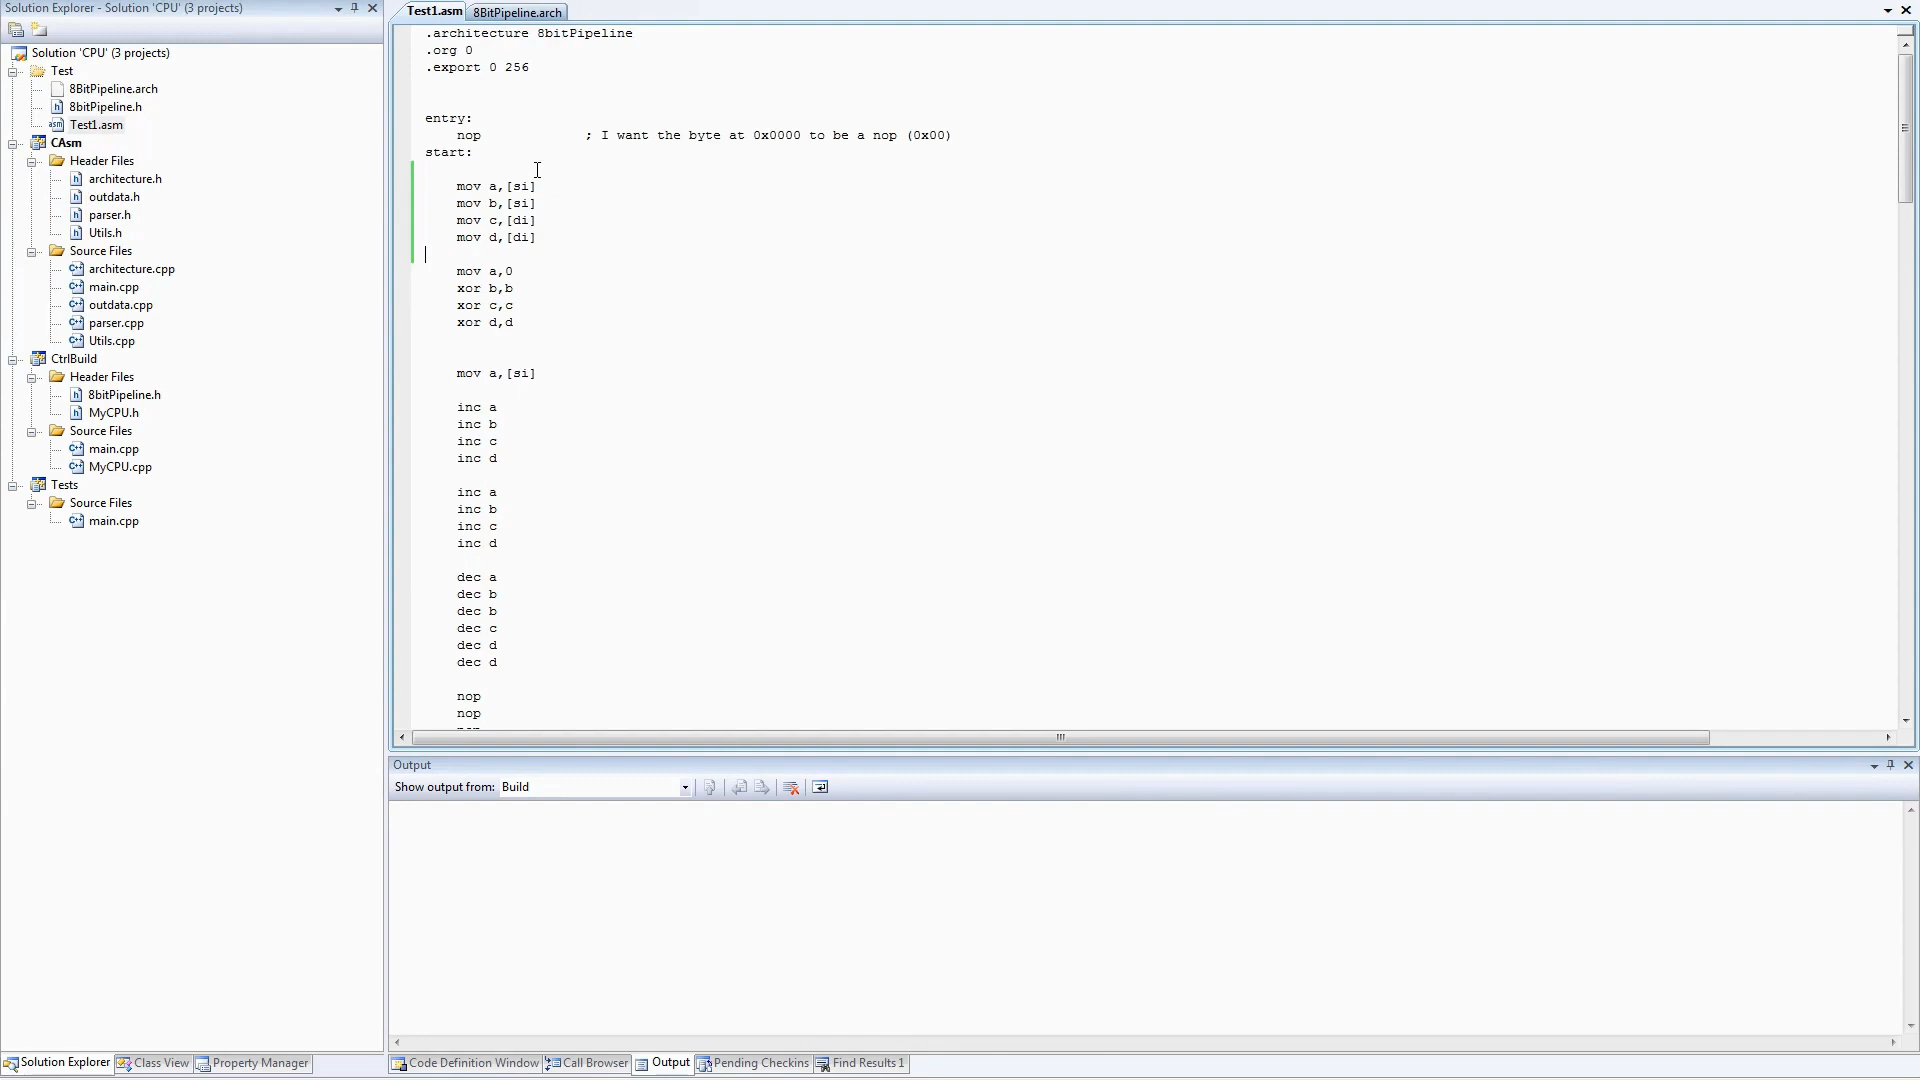 Solution Explorer - Solution 'CPU' (3 projects)
Solution 'CPU' (3 projects)
Test
8BitPipeline.arch
8bitPipeline.h
Test1.asm
CAsm
Header Files
architecture.h
outdata.h
parser.h
Utils.h
Source Files
architecture.cpp
main.cpp
outdata.cpp
parser.cpp
Utils.cpp
CtrlBuild
Header Files
8bitPipeline.h
MyCPU.h
Source Files
main.cpp
MyCPU.cpp
Tests
Source Files
main.cpp
Solution Explorer Class View Property Manager
Test1.asm 8BitPipeline.arch
.architecture 8bitPipeline
.org 0
.export 0 256
entry:
nop ; I want the byte at 0x0000 to be a nop (0x00)
start:
mov a,[si]
mov b,[si]
mov c,[di]
mov d,[di]
mov a,0
xor b,b
xor c,c
xor d,d
mov a,[si]
inc a
inc b
inc c
inc d
inc a
inc b
inc c
inc d
dec a
dec b
dec b
dec c
dec d
dec d
nop
nop
Output
Show output from: Build
Code Definition Window Call Browser Output Pending Checkins Find Results 1